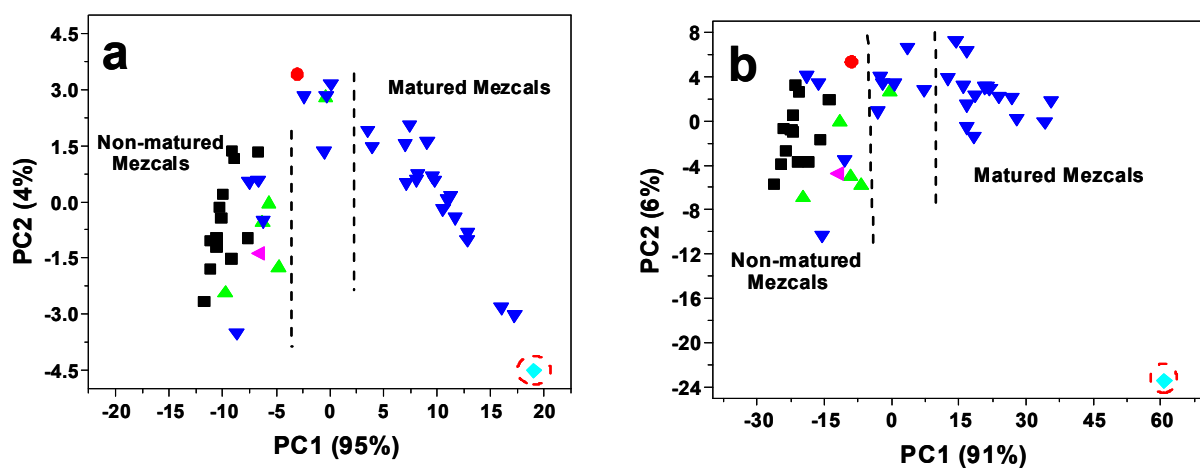 a
Matured Mezcals
Non-matured
Mezcals
PC2 (4%)
4.5
3.0
1.5
0.0
-1.5
-3.0
-4.5
-20 -15 -10 -5 0 5 10 15 20
PC1 (95%)
b
Matured Mezcals
Non-matured
Mezcals
PC2 (6%)
8
4
0
-4
-8
-12
-16
-20
-24
-30 -15 0 15 30 45 60
PC1 (91%)